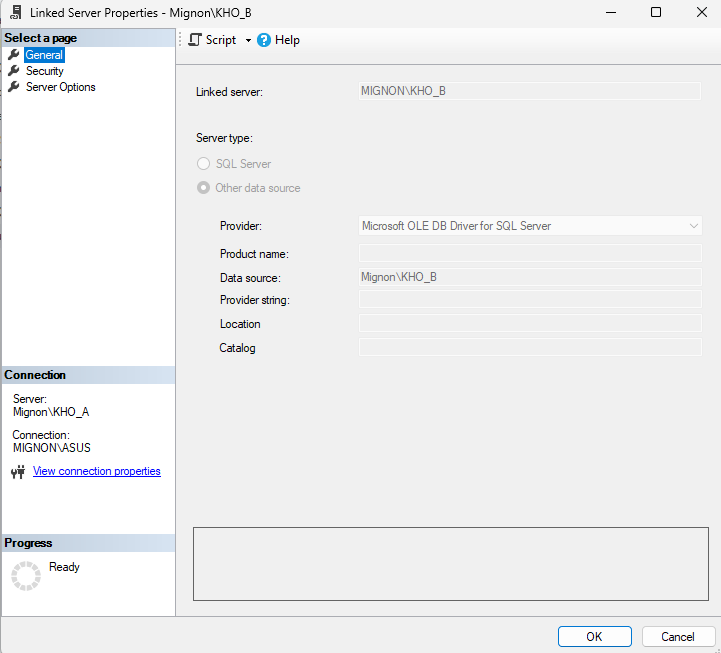 Linked Server Properties - Mignon\KHO_B
Select a page
General
Security
Server Options
Script
Help
Linked server:
MIGNON\KHO_B
Server type:
SQL Server
Other data source
Provider:
Microsoft OLE DB Driver for SQL Server
Product name:
Data source:
Mignon\KHO_B
Provider string:
Location
Catalog
Connection
Server:
Mignon\KHO_A
Connection:
MIGNON\ASUS
View connection properties
Progress
Ready
OK
Cancel